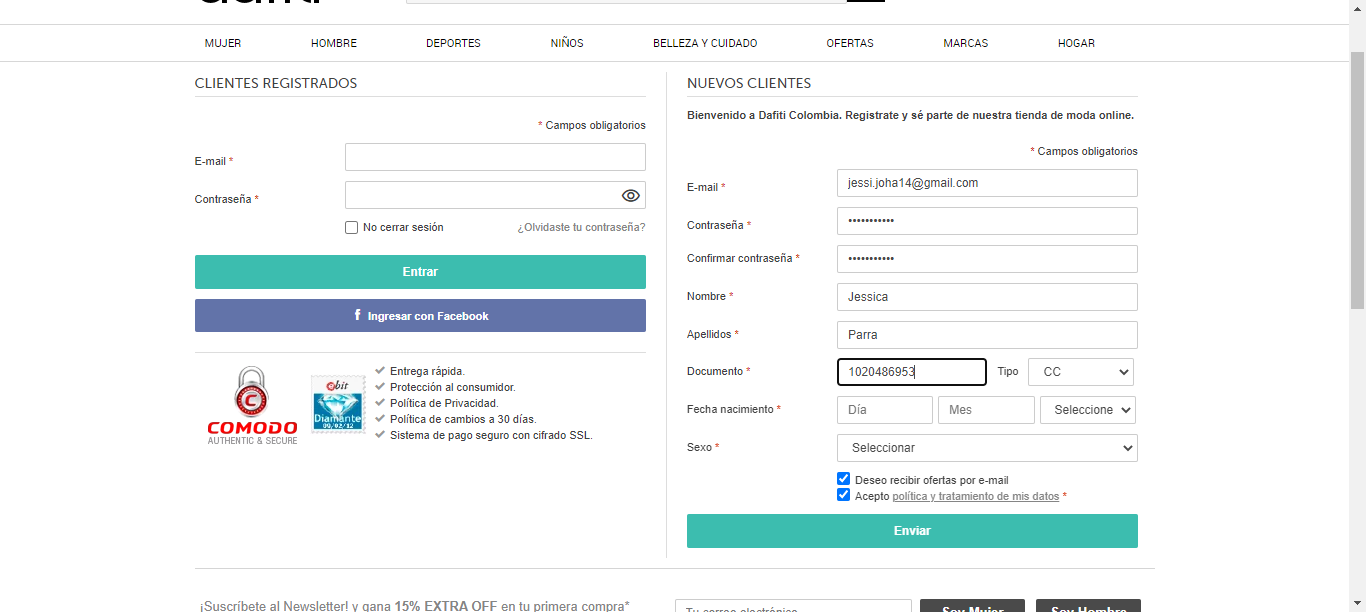 MUJER HOMBRE DEPORTES NIÑOS BELLEZA Y CUIDADO OFERTAS MARCAS HOGAR
CLIENTES REGISTRADOS
* Campos obligatorios
E-mail *
Contraseña *
No cerrar sesión ¿Olvidaste tu contraseña?
Entrar
f Ingresar con Facebook
C
COMODO
AUTHENTIC & SECURE
ebit
Diamante
09/02/12
Entrega rápida.
Protección al consumidor.
Política de Privacidad.
Política de cambios a 30 días.
Sistema de pago seguro con cifrado SSL.
NUEVOS CLIENTES
Bienvenido a Dafiti Colombia. Registrate y sé parte de nuestra tienda de moda online.
* Campos obligatorios
E-mail * jessi.joha14@gmail.com
Contraseña * •••••••••••
Confirmar contraseña * •••••••••••
Nombre * Jessica
Apellidos * Parra
Documento * 1020486953 Tipo CC
Fecha nacimiento * Día Mes Seleccione
Sexo * Seleccionar
Deseo recibir ofertas por e-mail
Acepto política y tratamiento de mis datos *
Enviar
¡Suscríbete al Newsletter! y gana 15% EXTRA OFF en tu primera compra* Tu correo electrónico Soy Mujer Soy Hombre